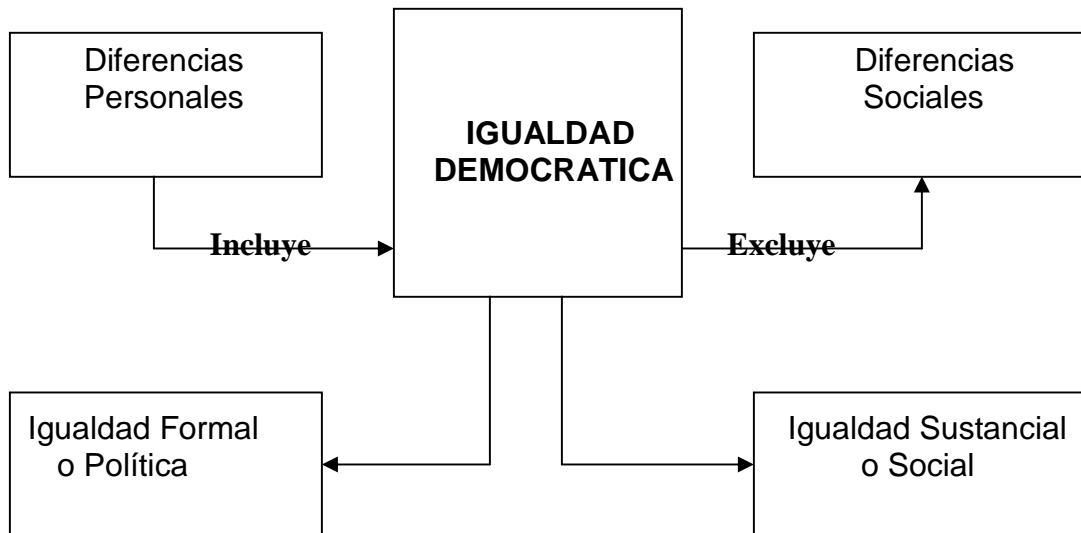 Diferencias
Personales
IGUALDAD
DEMOCRATICA
Diferencias
Sociales
Incluye
Excluye
Igualdad Formal
o Política
Igualdad Sustancial
o Social